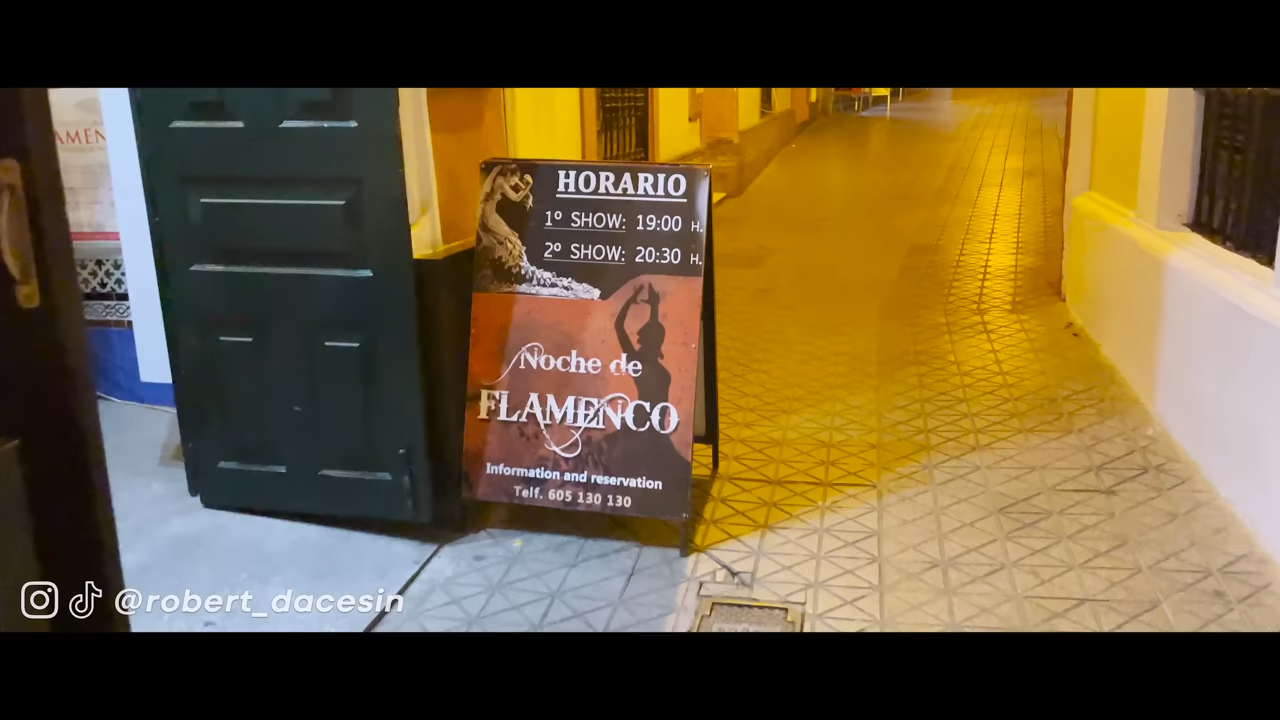 AMEN
HORARIO
1º SHOW: 19:00 H.
2º SHOW: 20:30 H.
Noche de
FLAMENCO
Information and reservation
Telf. 605 130 130
@robert_dacesin